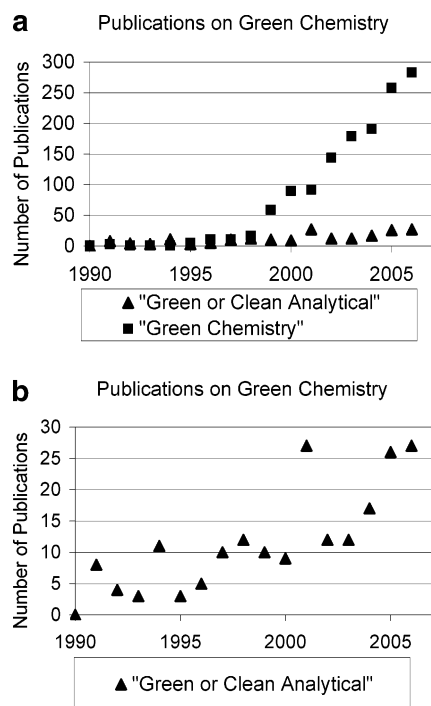 a
Publications on Green Chemistry
Number of Publications
300
250
200
150
100
50
0
1990 1995 2000 2005
"Green or Clean Analytical"
"Green Chemistry"
b
Publications on Green Chemistry
Number of Publications
30
25
20
15
10
5
0
1990 1995 2000 2005
"Green or Clean Analytical"